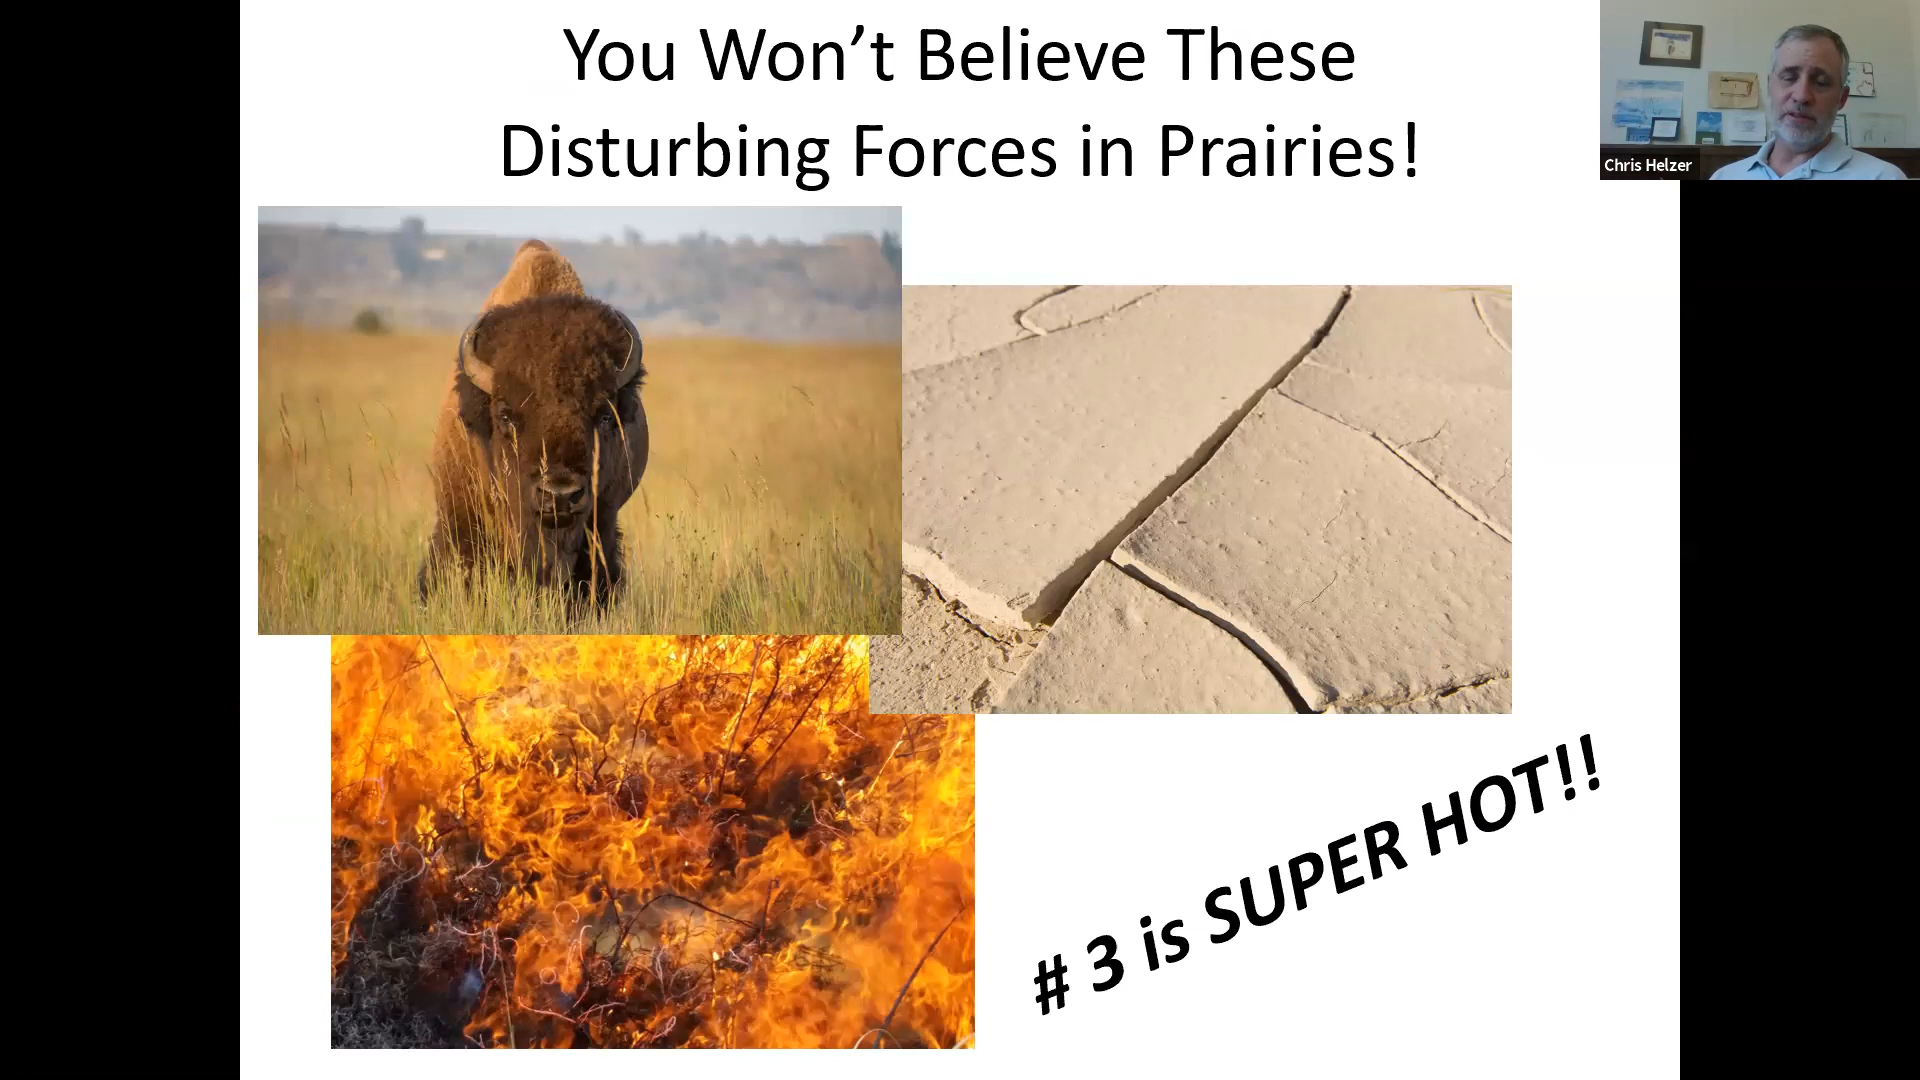 You Won’t Believe These
Disturbing Forces in Prairies!
Chris Helzer
# 3 is SUPER HOT!!